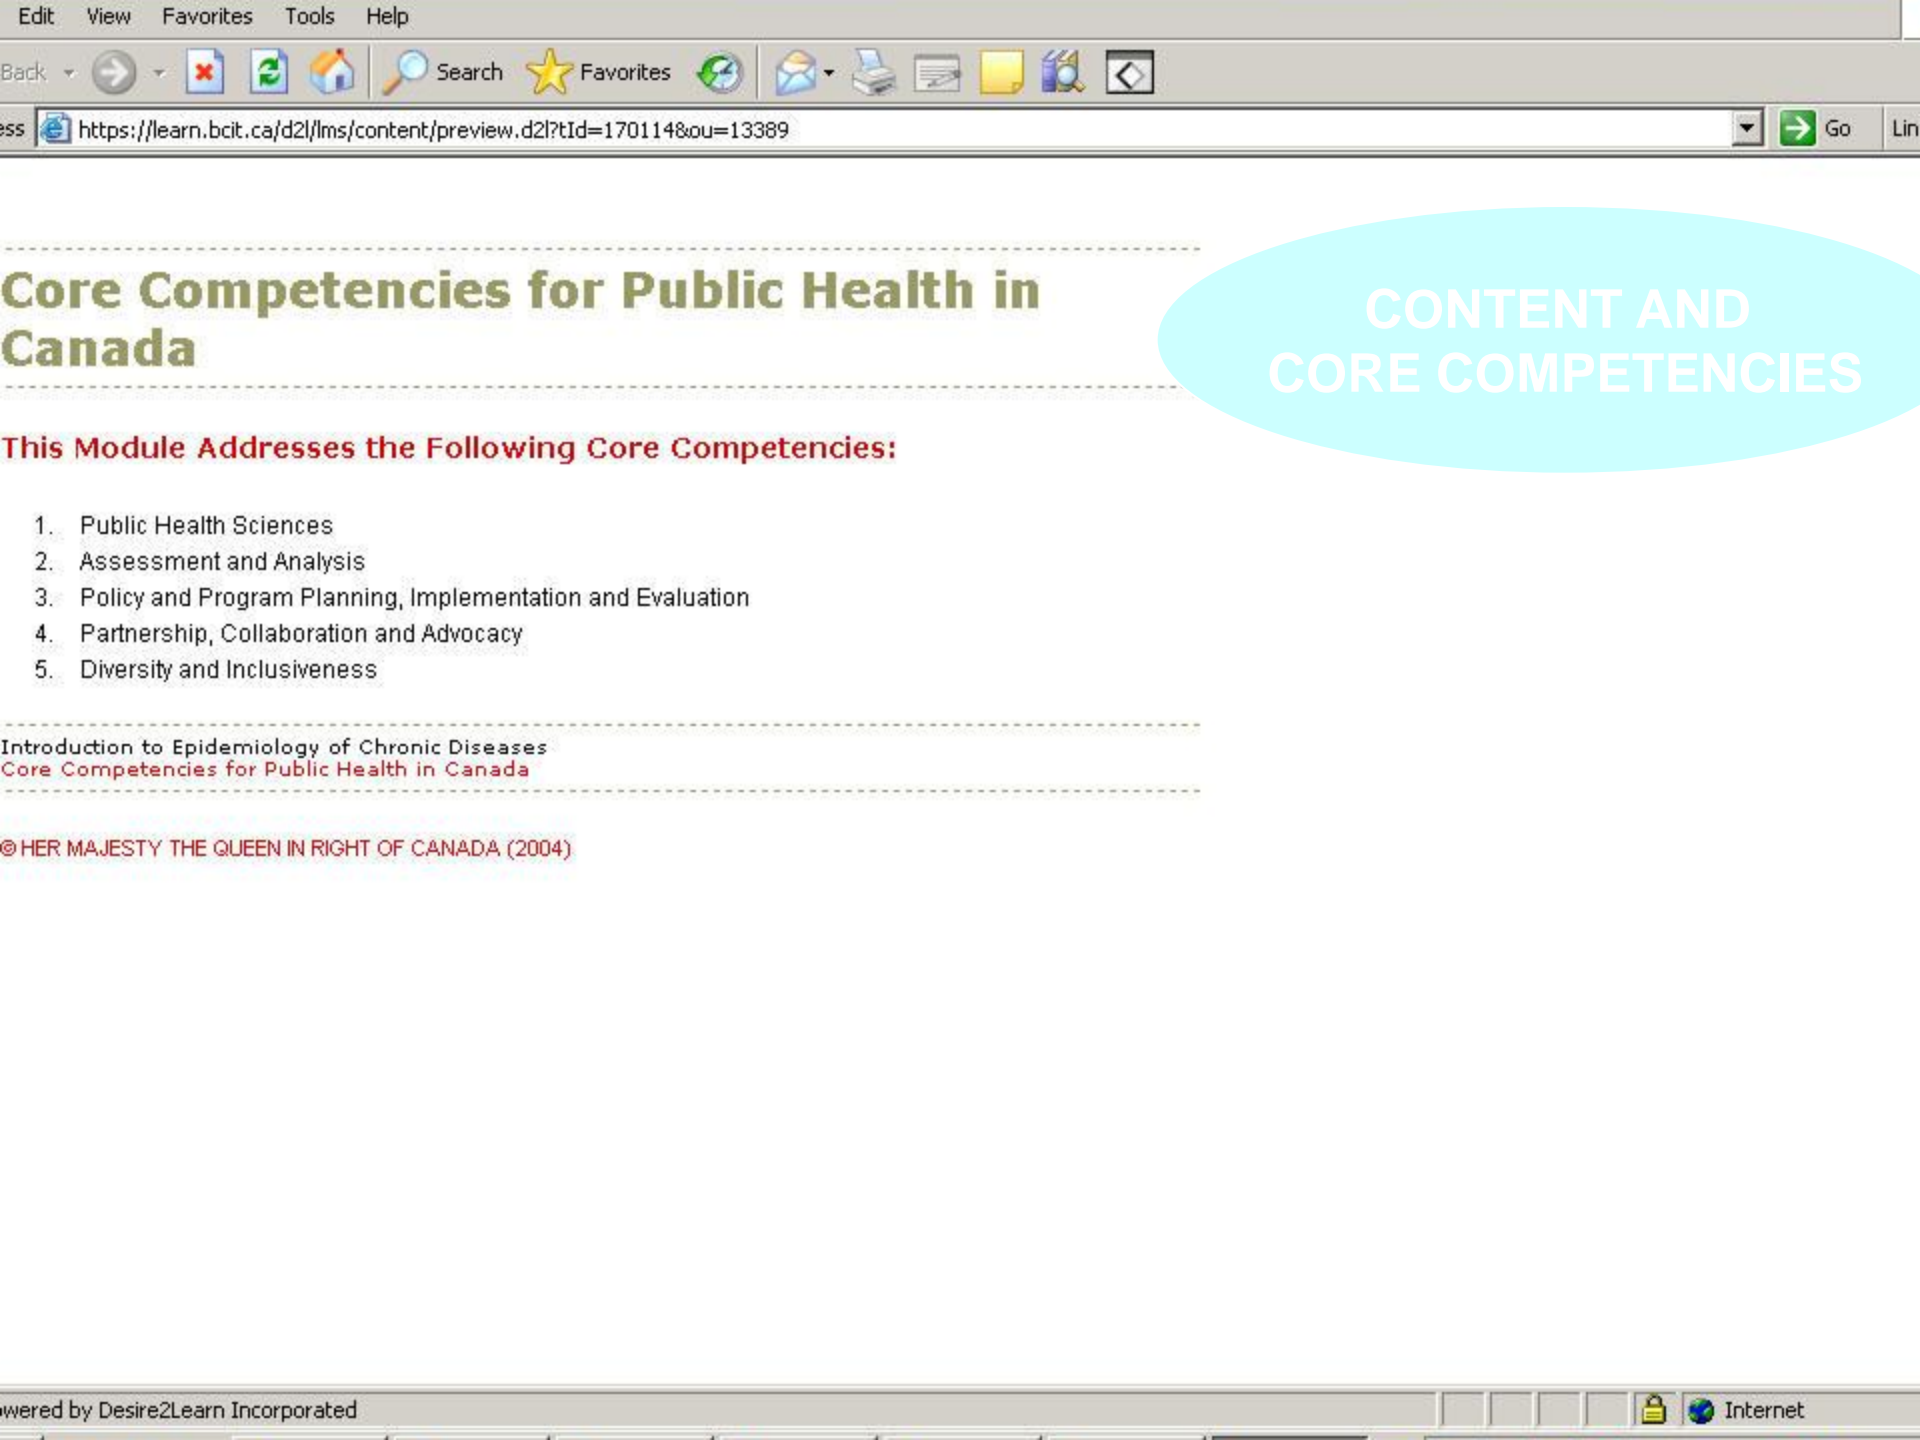 Edit View Favorites Tools Help
Back Search Favorites
ess https://learn.bcit.ca/d2l/lms/content/preview.d2l?tId=170114&ou=13389 Go Lin
Core Competencies for Public Health in
Canada
CONTENT AND
CORE COMPETENCIES
This Module Addresses the Following Core Competencies:
1. Public Health Sciences
2. Assessment and Analysis
3. Policy and Program Planning, Implementation and Evaluation
4. Partnership, Collaboration and Advocacy
5. Diversity and Inclusiveness
Introduction to Epidemiology of Chronic Diseases
Core Competencies for Public Health in Canada
© HER MAJESTY THE QUEEN IN RIGHT OF CANADA (2004)
owered by Desire2Learn Incorporated Internet